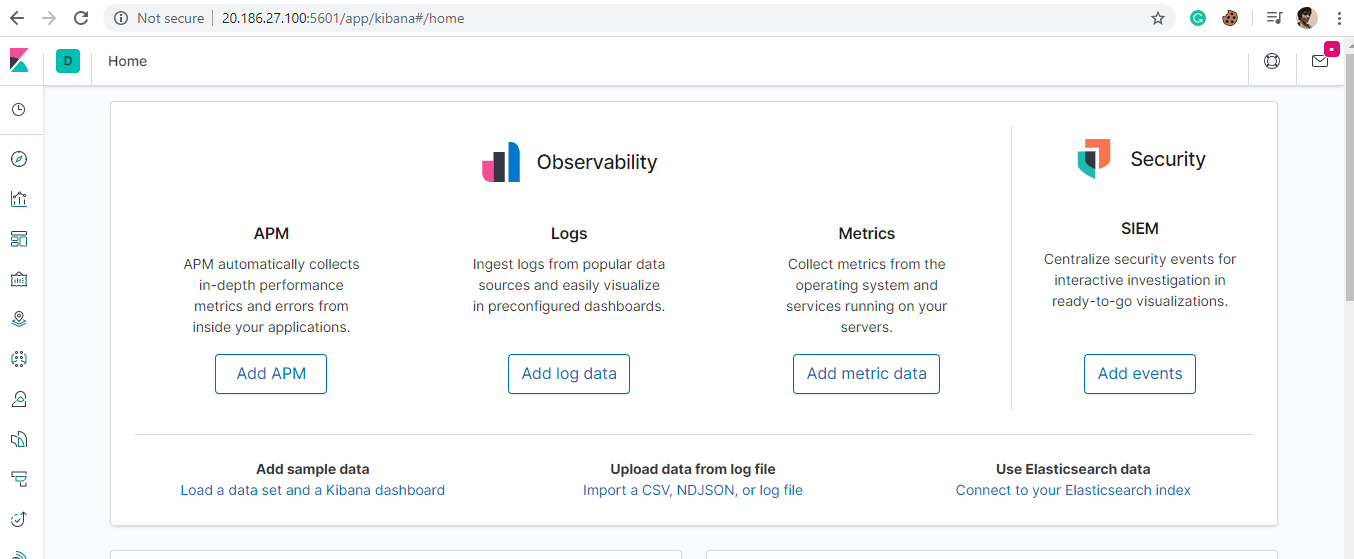 Not secure | 20.186.27.100:5601/app/kibana#/home
D Home
Observability
Security
APM
APM automatically collects
in-depth performance
metrics and errors from
inside your applications.
Add APM
Logs
Ingest logs from popular data
sources and easily visualize
in preconfigured dashboards.
Add log data
Metrics
Collect metrics from the
operating system and
services running on your
servers.
Add metric data
SIEM
Centralize security events for
interactive investigation in
ready-to-go visualizations.
Add events
Add sample data
Load a data set and a Kibana dashboard
Upload data from log file
Import a CSV, NDJSON, or log file
Use Elasticsearch data
Connect to your Elasticsearch index